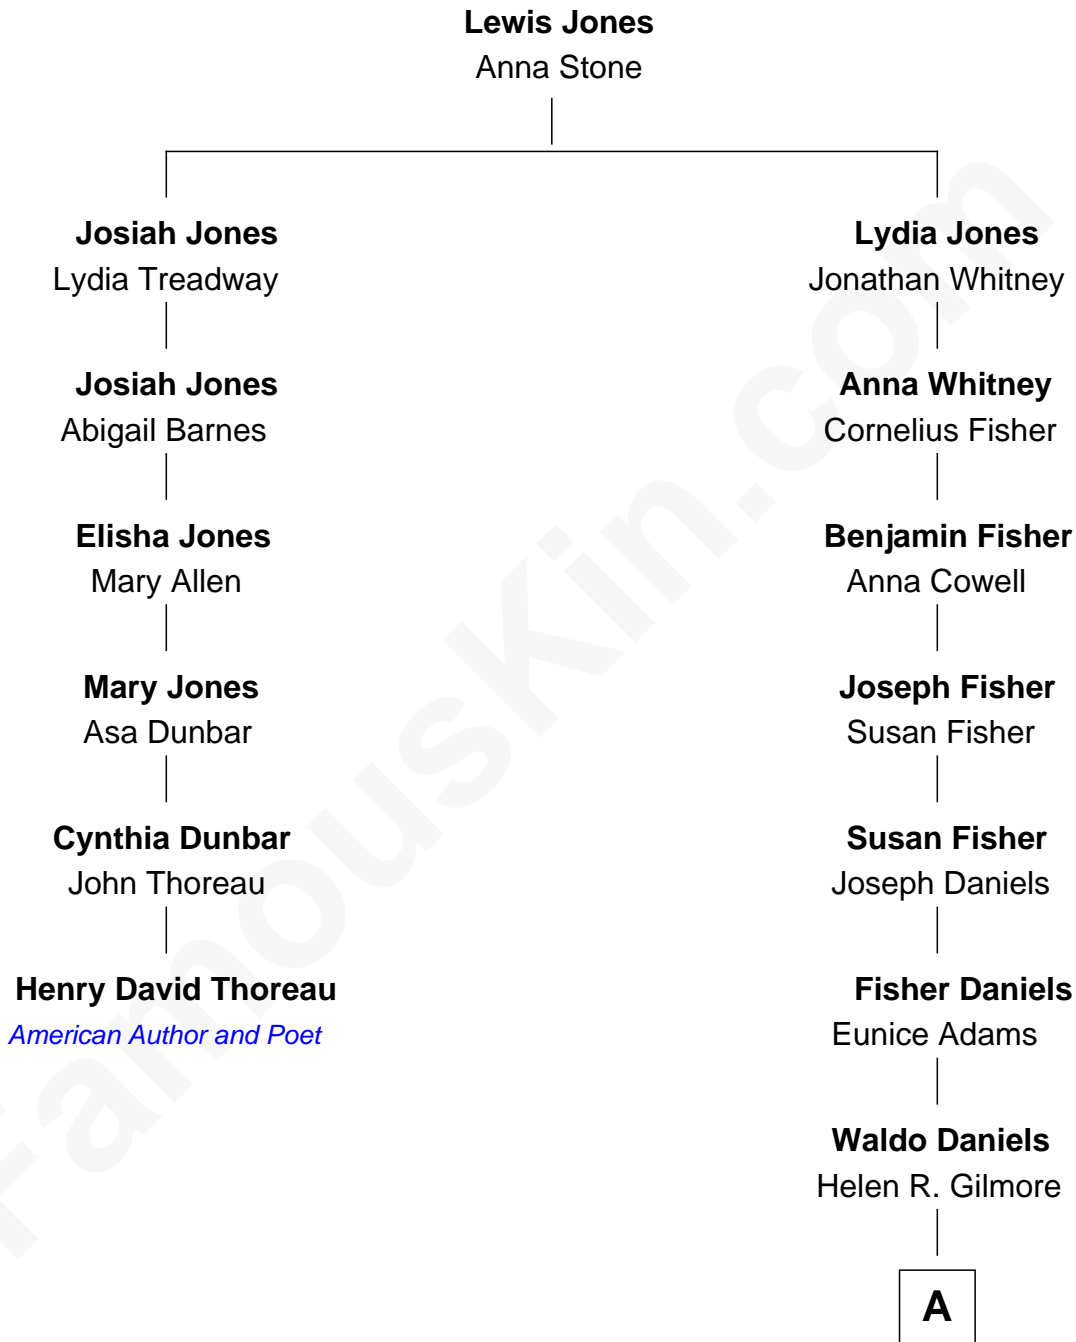 Lewis Jones
Anna Stone
Josiah Jones
Lydia Treadway
Lydia Jones
Jonathan Whitney
Josiah Jones
Abigail Barnes
Anna Whitney
Cornelius Fisher
Elisha Jones
Mary Allen
Benjamin Fisher
Anna Cowell
Mary Jones
Asa Dunbar
Joseph Fisher
Susan Fisher
Cynthia Dunbar
John Thoreau
Susan Fisher
Joseph Daniels
Henry David Thoreau
American Author and Poet
Fisher Daniels
Eunice Adams
Waldo Daniels
Helen R. Gilmore
A
FamousKin.com